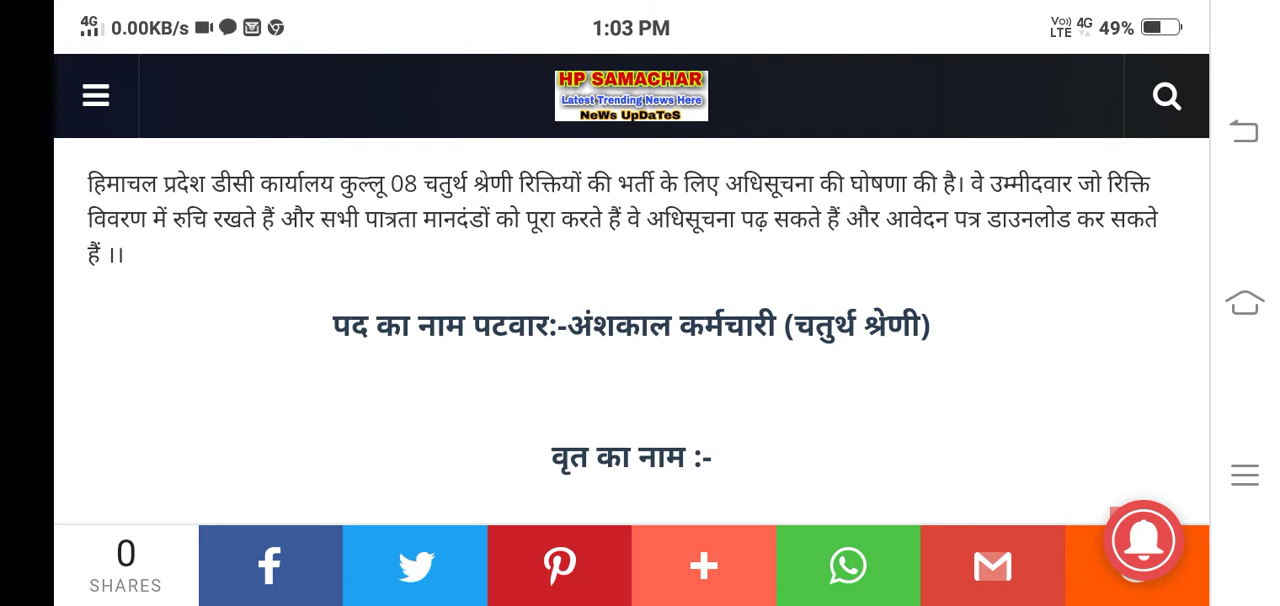 4G 0.00KB/s 1:03 PM Vo) LTE 4G 49%
HP SAMACHAR
Latest Trending News Here
NeWs UpDaTeS
हिमाचल प्रदेश डीसी कार्यालय कुल्लू 08 चतुर्थ श्रेणी रिक्तियों की भर्ती के लिए अधिसूचना की घोषणा की है। वे उम्मीदवार जो रिक्ति
विवरण में रुचि रखते हैं और सभी पात्रता मानदंडों को पूरा करते हैं वे अधिसूचना पढ़ सकते हैं और आवेदन पत्र डाउनलोड कर सकते
हैं ।।
पद का नाम पटवार:-अंशकाल कर्मचारी (चतुर्थ श्रेणी)
वृत का नाम :-
0
SHARES